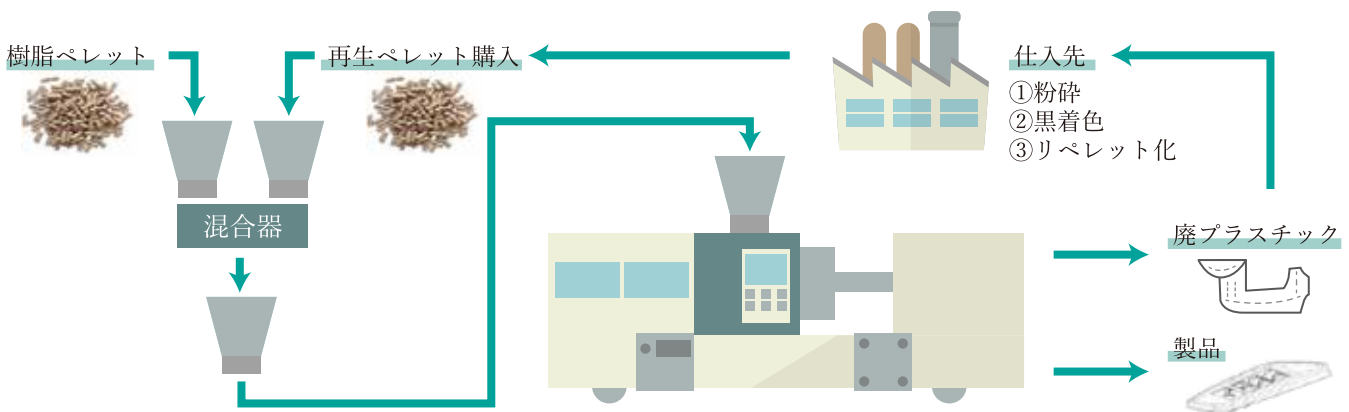 樹脂ペレット
再生ペレット購入
仕入先
①粉砕
②黒着色
③リペレット化
混合器
廃プラスチック
製品